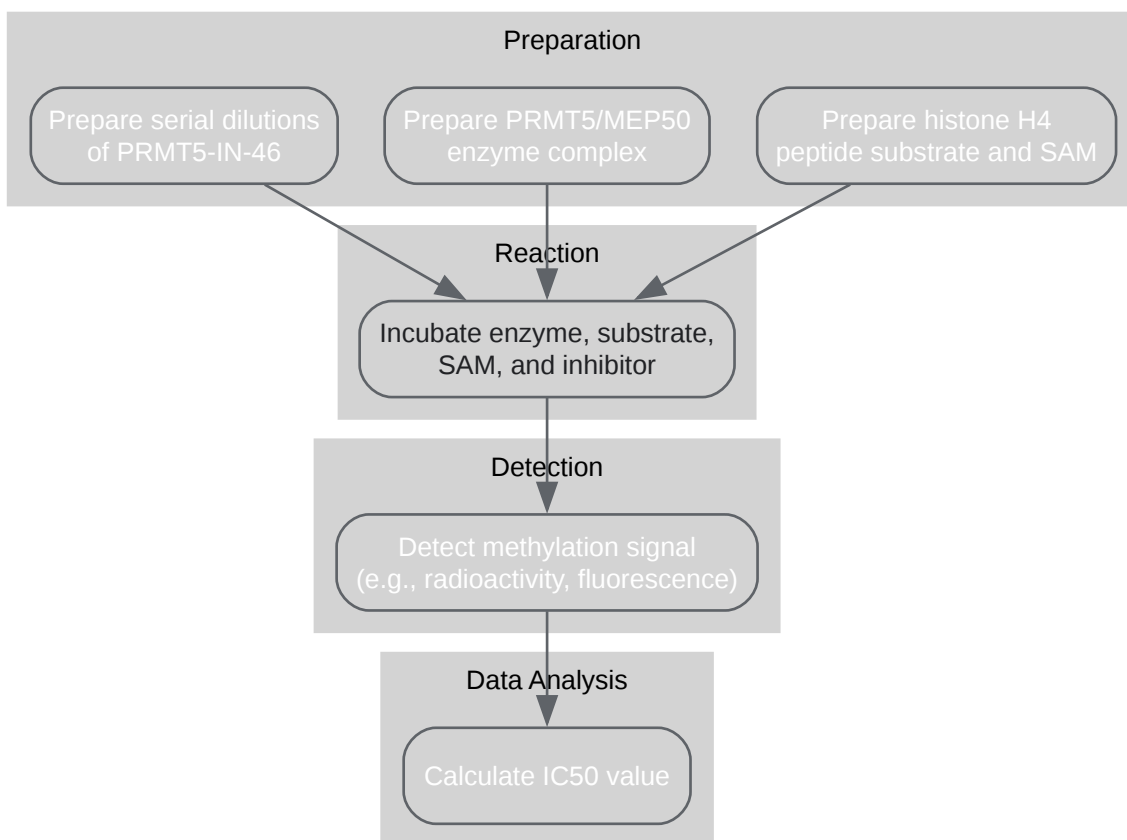 Preparation
Prepare serial dilutions
of PRMT5-IN-46
Prepare PRMT5/MEP50
enzyme complex
Prepare histone H4
peptide substrate and SAM
Reaction
Incubate enzyme, substrate,
SAM, and inhibitor
Detection
Detect methylation signal
(e.g., radioactivity, fluorescence)
Data Analysis
Calculate IC50 value